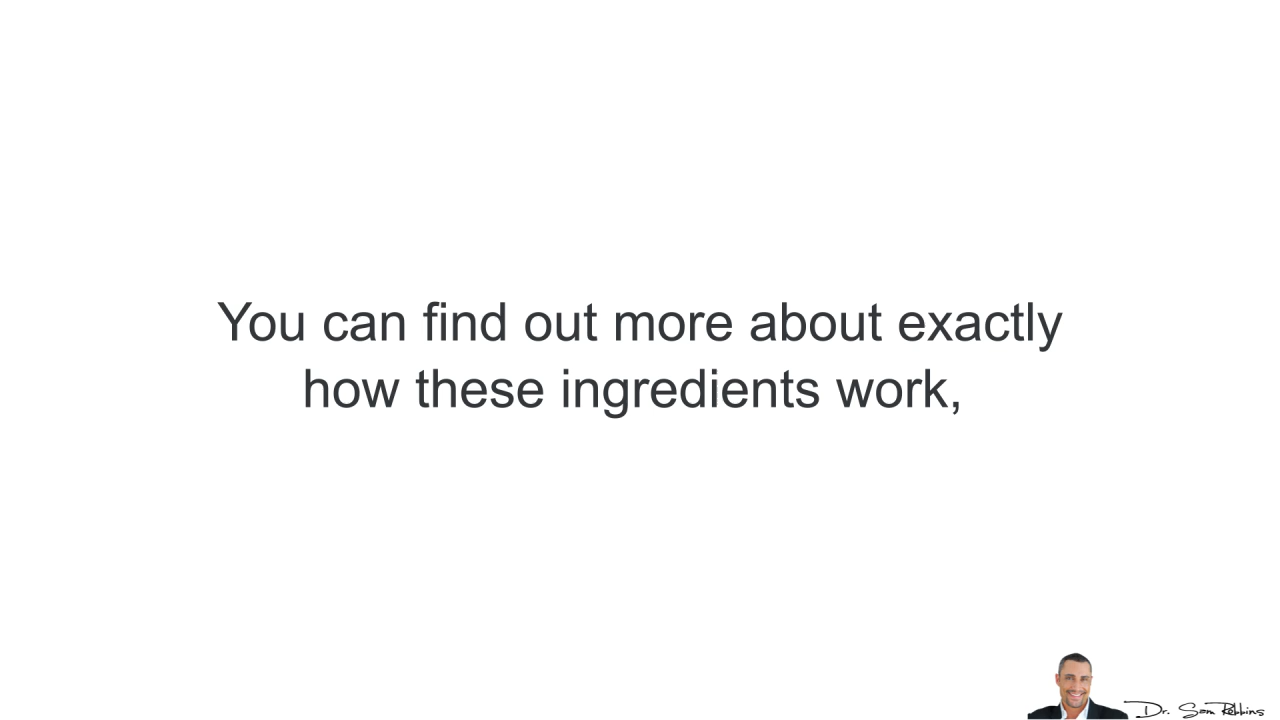 You can find out more about exactly
how these ingredients work,
Dr. Sam Robbins